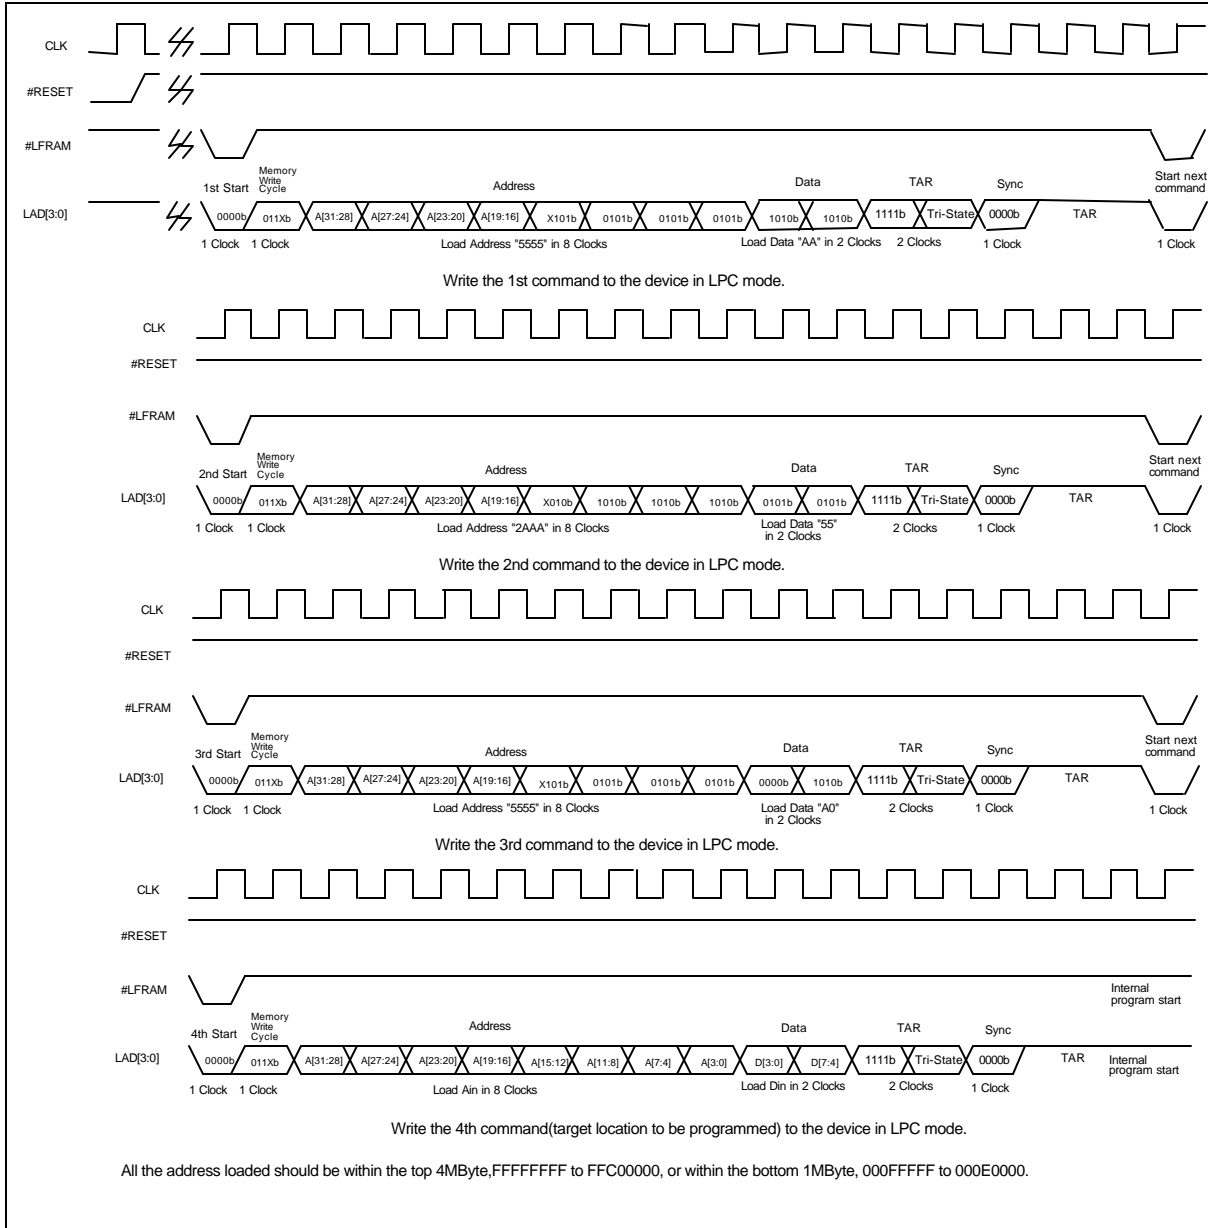 CLK
#RESET
#LFRAM
1st Start
Memory
Write
Cycle
Address
Data
TAR
Sync
Start next
command
LAD[3:0]
0000b 011Xb A[31:28] A[27:24] A[23:20] A[19:16] X101b 0101b 0101b 0101b 1010b 1010b 1111b Tri-State 0000b TAR
1 Clock 1 Clock Load Address "5555" in 8 Clocks Load Data "AA" in 2 Clocks 2 Clocks 1 Clock 1 Clock
Write the 1st command to the device in LPC mode.
CLK
#RESET
#LFRAM
2nd Start
Memory
Write
Cycle
Address
Data
TAR
Sync
Start next
command
LAD[3:0]
0000b 011Xb A[31:28] A[27:24] A[23:20] A[19:16] X010b 1010b 1010b 1010b 0101b 0101b 1111b Tri-State 0000b TAR
1 Clock 1 Clock Load Address "2AAA" in 8 Clocks
Load Data "55"
in 2 Clocks
2 Clocks 1 Clock 1 Clock
Write the 2nd command to the device in LPC mode.
CLK
#RESET
#LFRAM
3rd Start
Memory
Write
Cycle
Address
Data
TAR
Sync
Start next
command
LAD[3:0]
0000b 011Xb A[31:28] A[27:24] A[23:20] A[19:16] X101b 0101b 0101b 0101b 0000b 1010b 1111b Tri-State 0000b TAR
1 Clock 1 Clock Load Address "5555" in 8 Clocks
Load Data "A0"
in 2 Clocks
2 Clocks 1 Clock 1 Clock
Write the 3rd command to the device in LPC mode.
CLK
#RESET
#LFRAM
Internal
program start
4th Start
Memory
Write
Cycle
Address
Data
TAR
Sync
LAD[3:0]
0000b 011Xb A[31:28] A[27:24] A[23:20] A[19:16] A[15:12] A[11:8] A[7:4] A[3:0] D[3:0] D[7:4] 1111b Tri-State 0000b TAR
Internal
program start
1 Clock 1 Clock Load Ain in 8 Clocks Load Din in 2 Clocks 2 Clocks 1 Clock
Write the 4th command(target location to be programmed) to the device in LPC mode.
All the address loaded should be within the top 4MByte,FFFFFFFF to FFC00000, or within the bottom 1MByte, 000FFFFF to 000E0000.